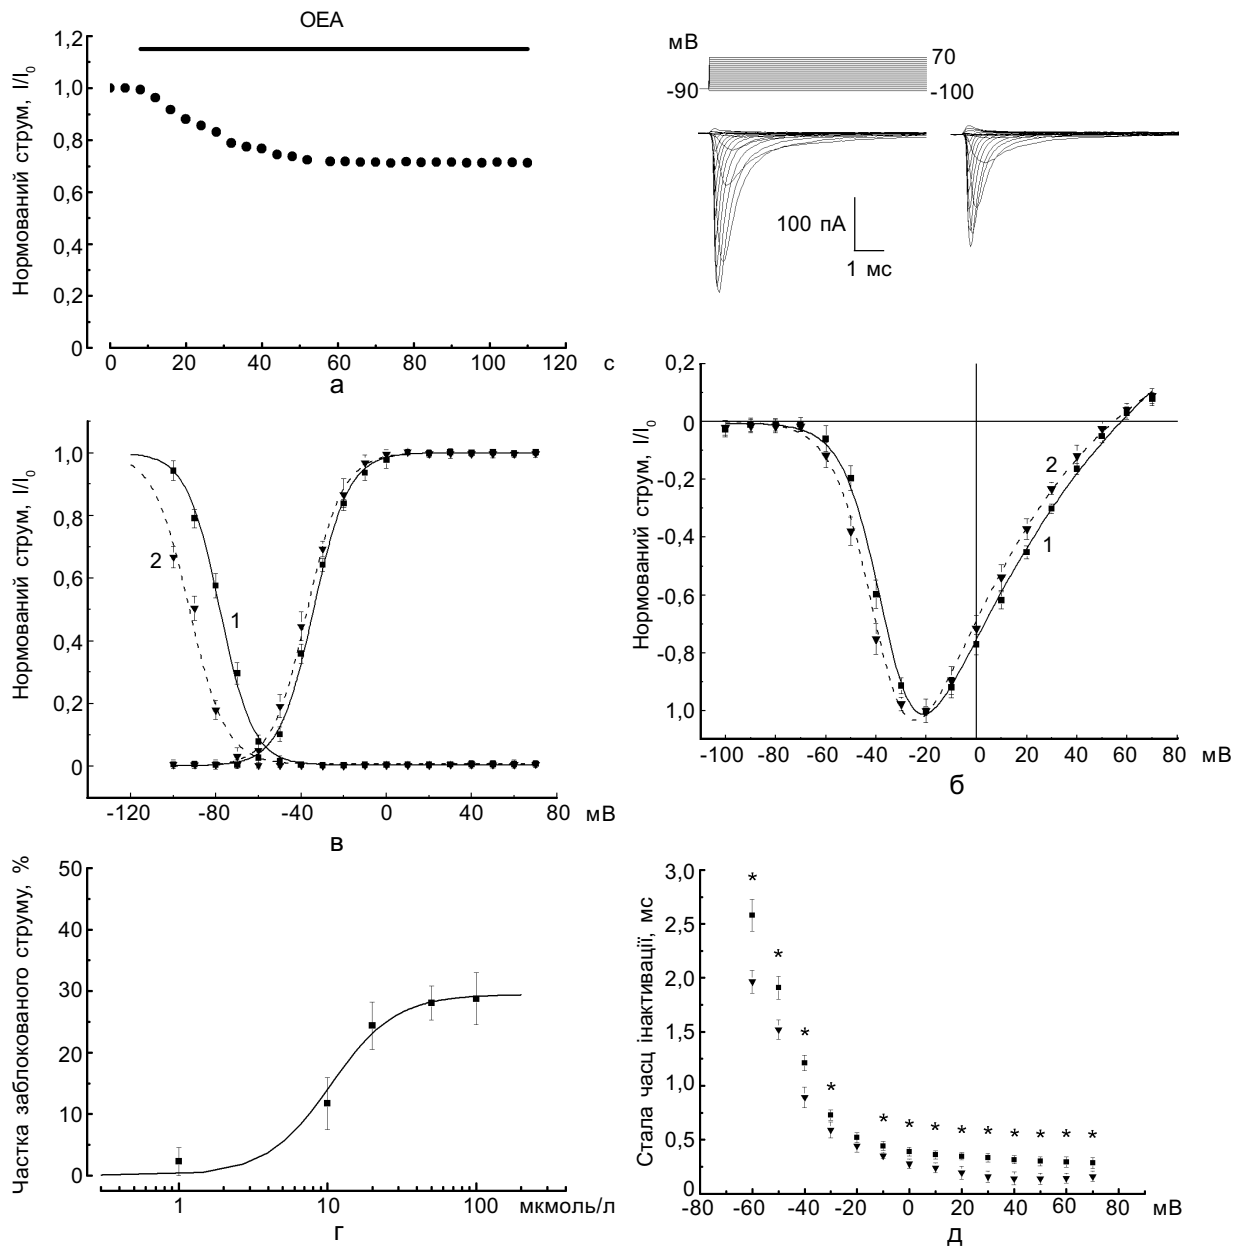 OEA
Нормований струм, I/I0
1,2
1,0
0,8
0,6
0,4
0,2
0
0 20 40 60 80 100 120 с
а
мВ
70
-90
-100
100 пА
1 мс
Нормований струм, I/I0
1,0
0,8
0,6
0,4
0,2
0
2
1
-120 -80 -40 0 40 80 мВ
в
Нормований струм, I/I0
0,2
0
-0,2
-0,4
-0,6
-0,8
1,0
2
1
-100 -80 -60 -40 -20 0 20 40 60 80 мВ
б
Частка заблокованого струму, %
50
40
30
20
10
0
1 10 100 мкмоль/л
г
Стала часц інактивації, мс
3,0
2,5
2,0
1,5
1,0
0,5
0
* * * * * * * * * * * * *
-80 -60 -40 -20 0 20 40 60 80 мВ
д